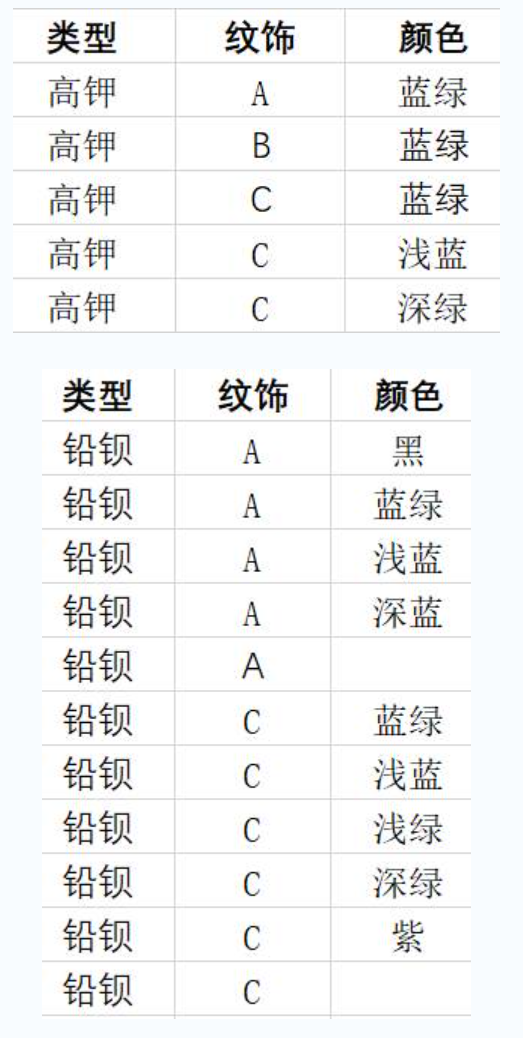 类型 纹饰 颜色
高钾 A 蓝绿
高钾 B 蓝绿
高钾 C 蓝绿
高钾 C 浅蓝
高钾 C 深绿
类型 纹饰 颜色
铅钡 A 黑
铅钡 A 蓝绿
铅钡 A 浅蓝
铅钡 A 深蓝
铅钡 A
铅钡 C 蓝绿
铅钡 C 浅蓝
铅钡 C 浅绿
铅钡 C 深绿
铅钡 C 紫
铅钡 C